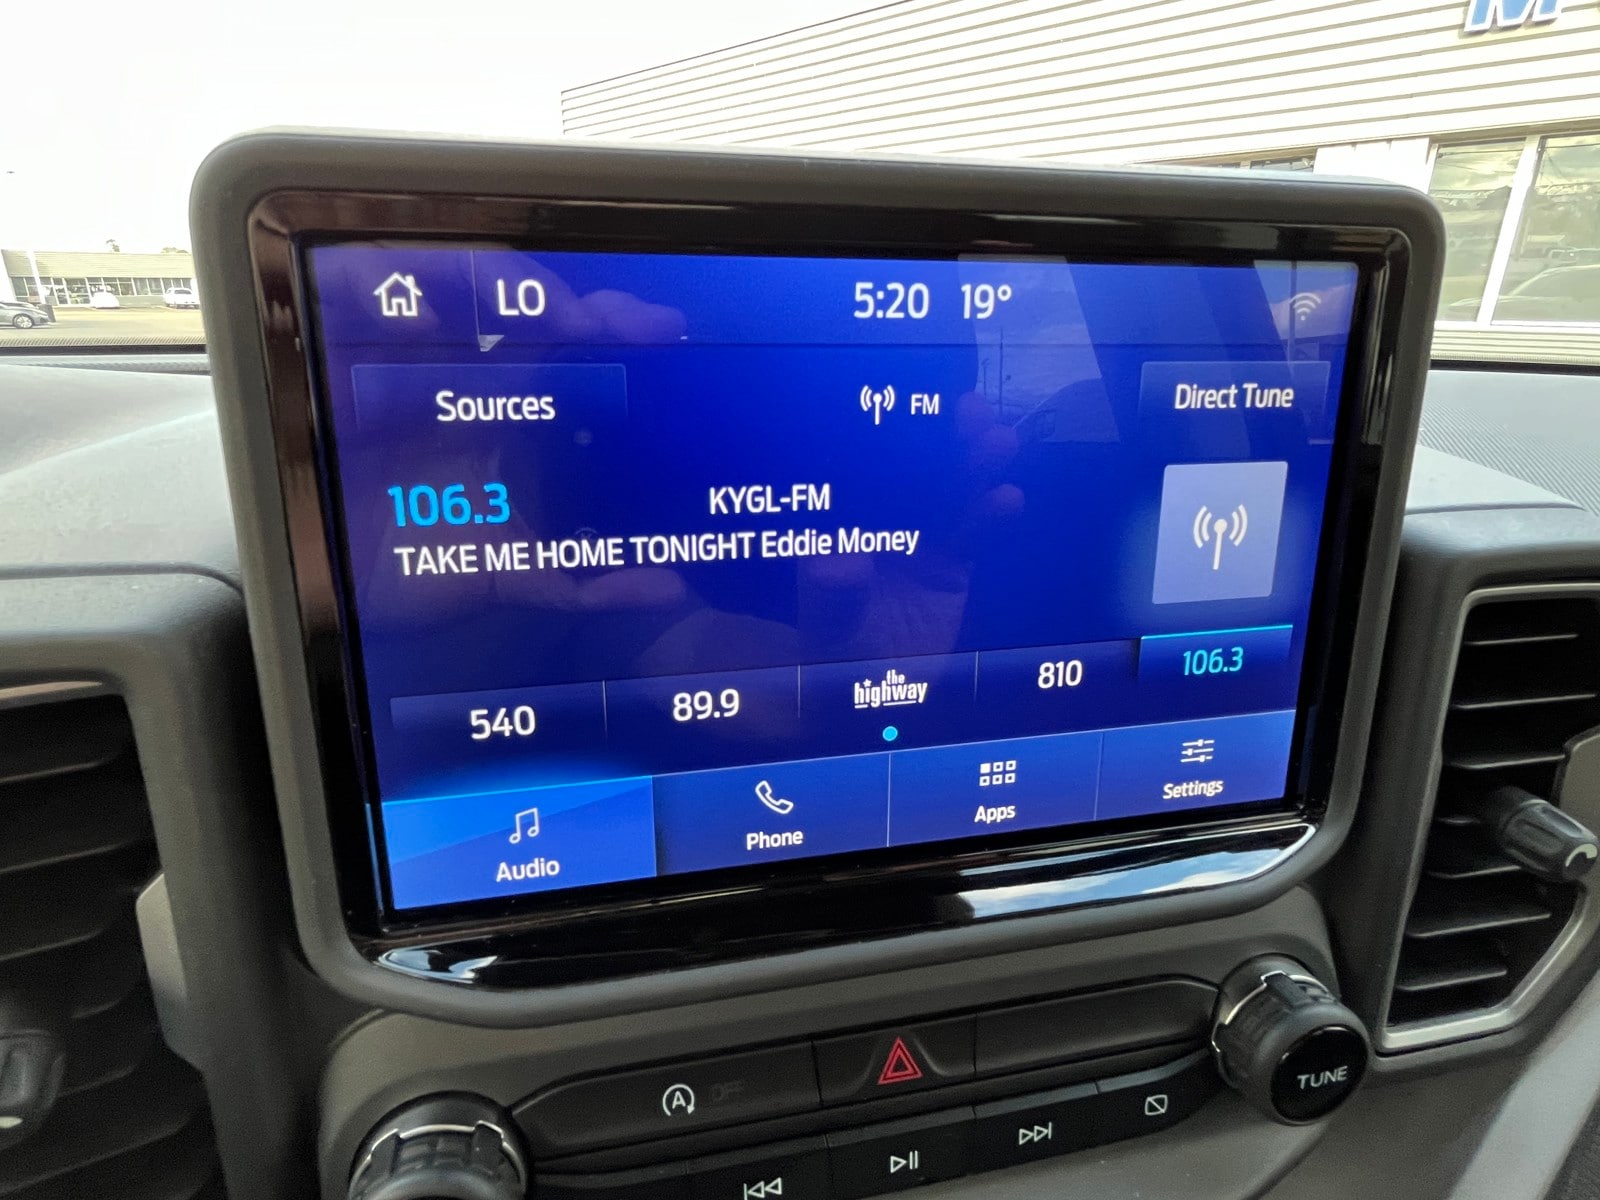 M
LO 5:20 19°
Sources FM Direct Tune
106.3 KYGL-FM
TAKE ME HOME TONIGHT Eddie Money
540 89.9 the highway 810 106.3
Audio Phone Apps Settings
A OFF
TUNE